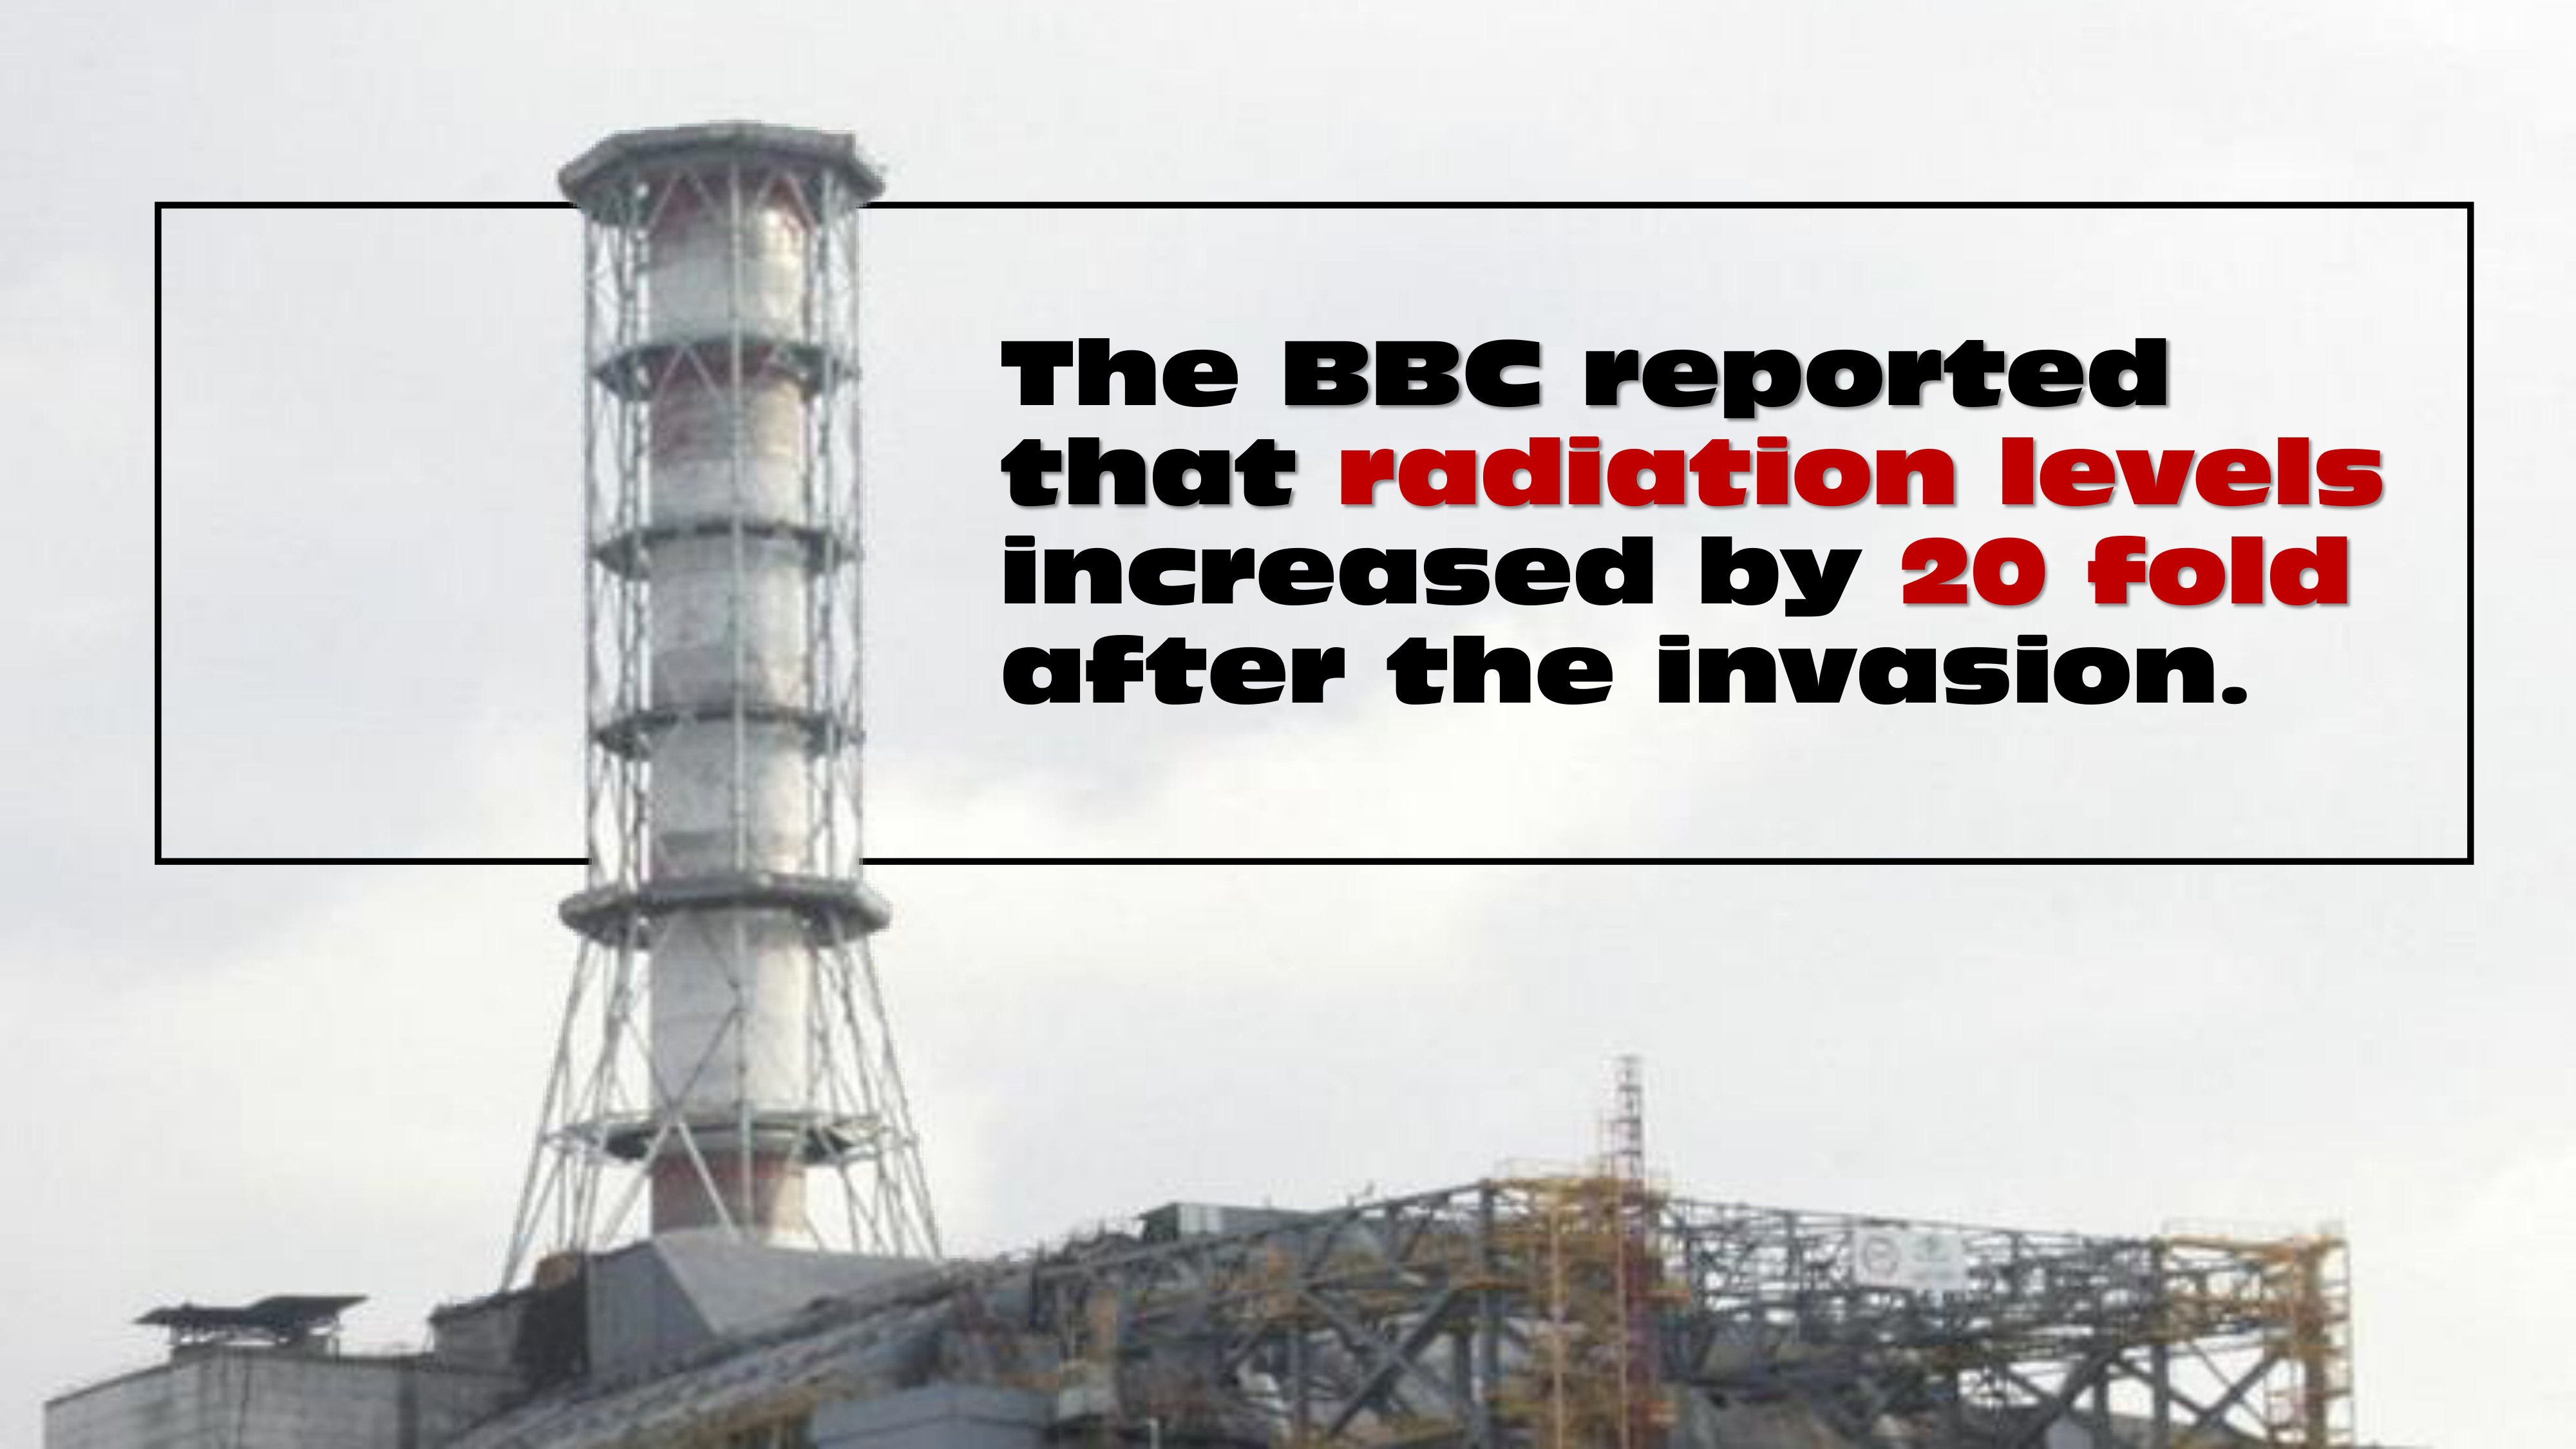 The BBC reported
that radiation levels
increased by 20 fold
after the invasion.